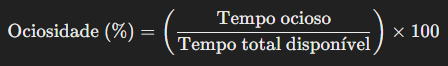 Ociosidade (%) = (Tempo ocioso / Tempo total disponível) × 100